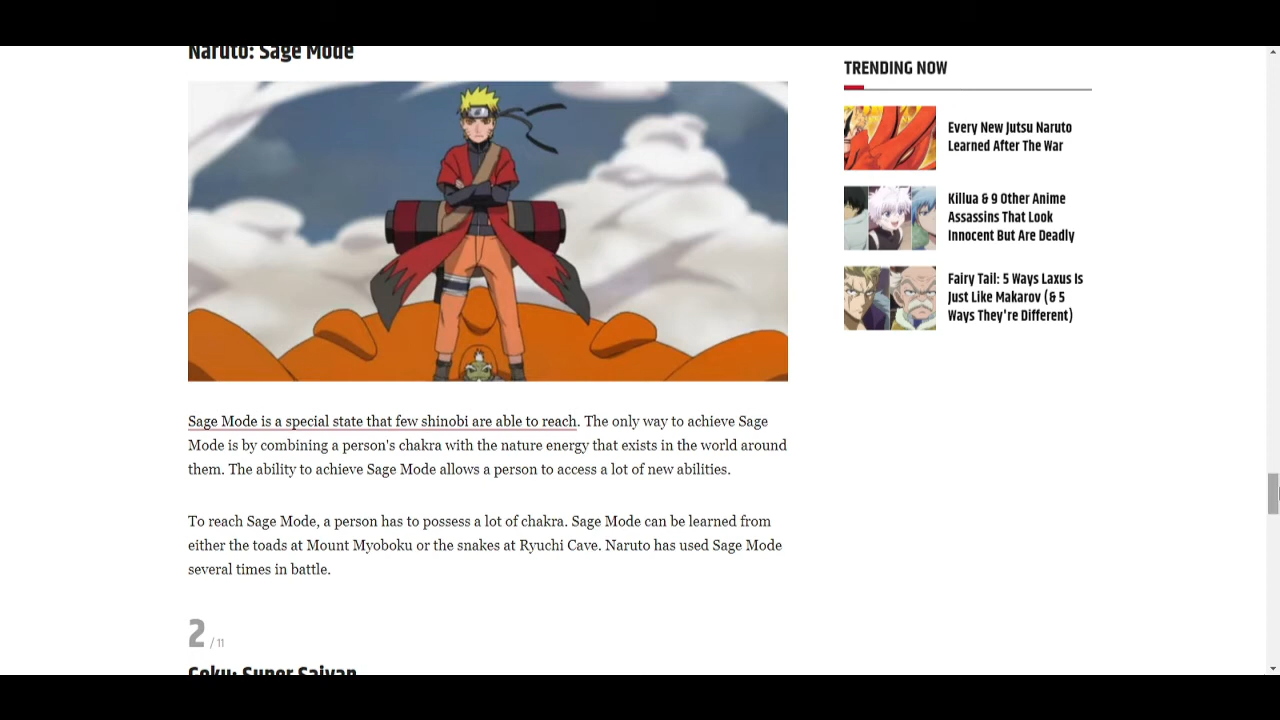 Naruto: Sage Mode
TRENDING NOW
Every New Jutsu Naruto
Learned After The War
Killua & 9 Other Anime
Assassins That Look
Innocent But Are Deadly
Fairy Tail: 5 Ways Laxus Is
Just Like Makarov (& 5
Ways They're Different)
Sage Mode is a special state that few shinobi are able to reach. The only way to achieve Sage
Mode is by combining a person's chakra with the nature energy that exists in the world around
them. The ability to achieve Sage Mode allows a person to access a lot of new abilities.
To reach Sage Mode, a person has to possess a lot of chakra. Sage Mode can be learned from
either the toads at Mount Myoboku or the snakes at Ryuchi Cave. Naruto has used Sage Mode
several times in battle.
2 / 11
Goku: Super Saiyan